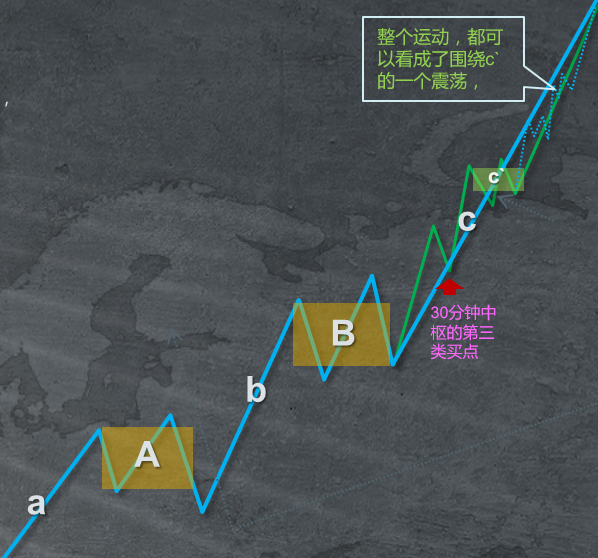 整个运动，都可
以看成了围绕c`
的一个震荡，
，
c`
c
30分钟中
枢的第三
类买点
B
b
A
a